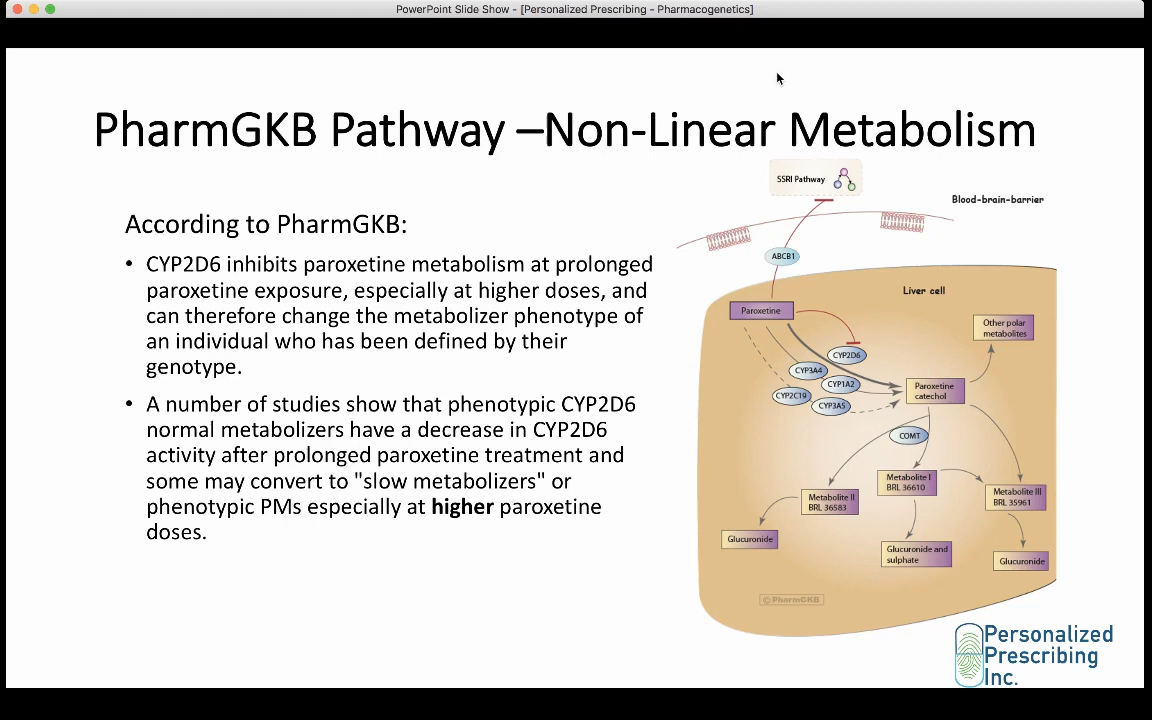 PowerPoint Slide Show - [Personalized Prescribing - Pharmacogenetics]
PharmGKB Pathway –Non-Linear Metabolism
According to PharmGKB:
• CYP2D6 inhibits paroxetine metabolism at prolonged
paroxetine exposure, especially at higher doses, and
can therefore change the metabolizer phenotype of
an individual who has been defined by their
genotype.
• A number of studies show that phenotypic CYP2D6
normal metabolizers have a decrease in CYP2D6
activity after prolonged paroxetine treatment and
some may convert to "slow metabolizers" or
phenotypic PMs especially at higher paroxetine
doses.
SSRI Pathway
Blood-brain-barrier
ABCB1
Liver cell
Paroxetine
Other polar
metabolites
CYP2D6
CYP3A4
CYP1A2
CYP2C19
CYP3A5
Paroxetine
catechol
COMT
Metabolite I
BRL 36610
Metabolite II
BRL 36583
Metabolite III
BRL 35961
Glucuronide
Glucuronide and
sulphate
Glucuronide
© PharmGKB
Personalized
Prescribing
Inc.